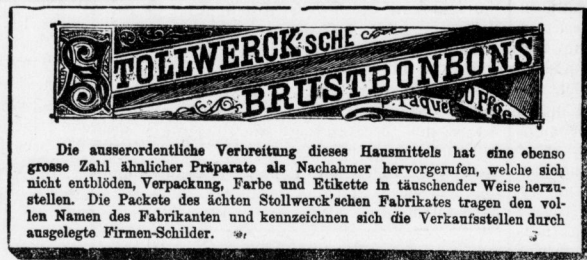 STOLLWERCK'SCHE
BRUSTBONBONS
Paquet 50 Pfge
Die ausserordentliche Verbreitung dieses Hausmittels hat eine ebenso
grosse Zahl ähnlicher Präparate als Nachahmer hervorgerufen, welche sich
nicht entblöden, Verpackung, Farbe und Etikette in täuschender Weise herzu-
stellen. Die Packete des ächten Stollwerck'schen Fabrikates tragen den vol-
len Namen des Fabrikanten und kennzeichnen sich die Verkaufsstellen durch
ausgelegte Firmen-Schilder.